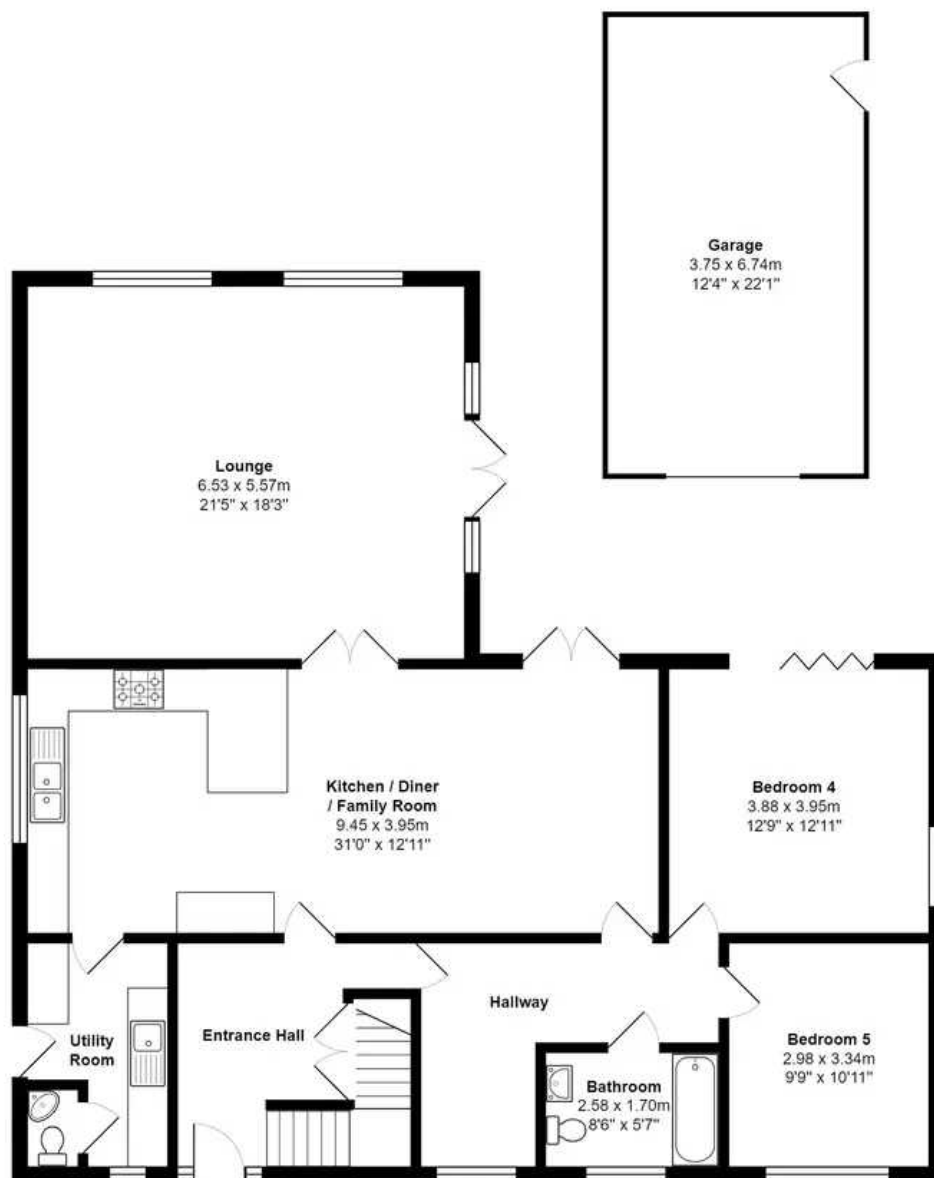 Garage
3.75 x 6.74m
12'4" x 22'1"
Lounge
6.53 x 5.57m
21'5" x 18'3"
Kitchen / Diner
/ Family Room
9.45 x 3.95m
31'0" x 12'11"
Bedroom 4
3.88 x 3.95m
12'9" x 12'11"
Utility
Room
Entrance Hall
Hallway
Bathroom
2.58 x 1.70m
8'6" x 5'7"
Bedroom 5
2.98 x 3.34m
9'9" x 10'11"